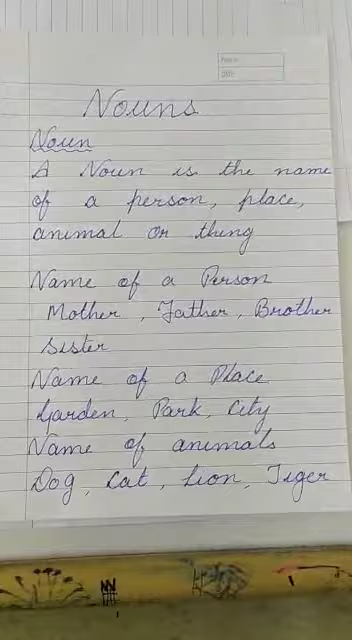 Nouns
Noun
A Noun is the name
of a person, place,
animal or thing
Name of a Person
Mother, Father, Brother
Sister
Name of a Place
Garden, Park, City
Name of animals
Dog, Cat, Lion, Tiger